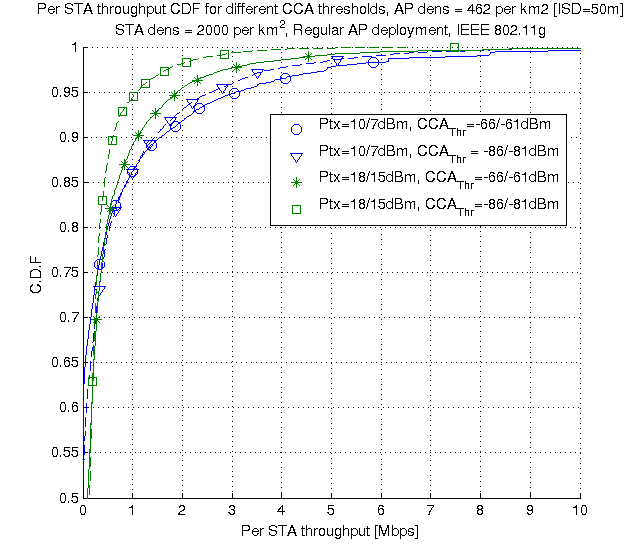 Per STA throughput CDF for different CCA thresholds, AP dens = 462 per km2 [ISD=50m]
STA dens = 2000 per km², Regular AP deployment, IEEE 802.11g
1
0.95
0.9
0.85
0.8
0.75
0.7
0.65
0.6
0.55
0.5
C.D.F
Ptx=10/7dBm, CCAThr=-66/-61dBm
Ptx=10/7dBm, CCAThr = -86/-81dBm
Ptx=18/15dBm, CCAThr=-66/-61dBm
Ptx=18/15dBm, CCAThr=-86/-81dBm
0 1 2 3 4 5 6 7 8 9 10
Per STA throughput [Mbps]